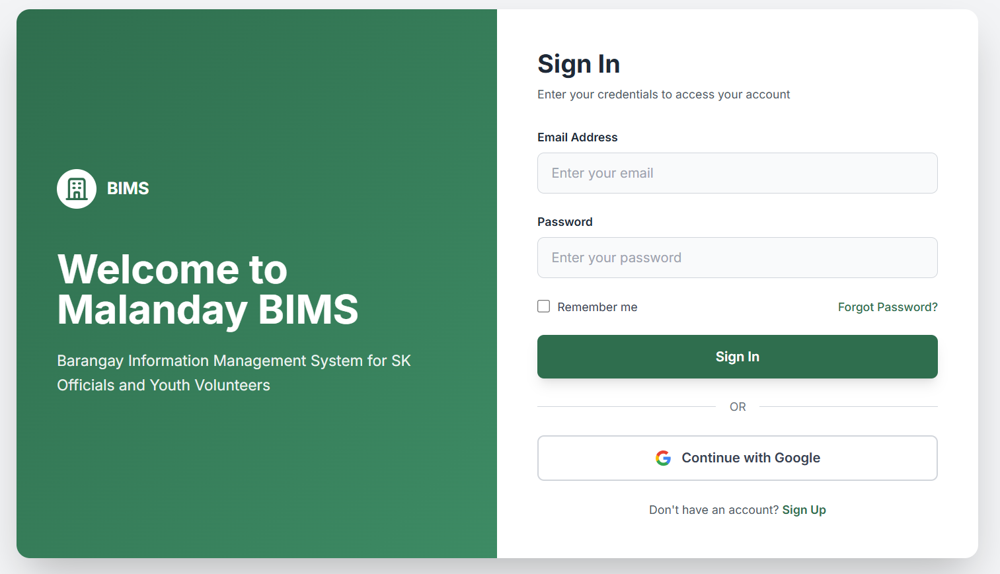 BIMS
Welcome to
Malanday BIMS
Barangay Information Management System for SK
Officials and Youth Volunteers
Sign In
Enter your credentials to access your account
Email Address
Enter your email
Password
Enter your password
Remember me
Forgot Password?
Sign In
OR
Continue with Google
Don't have an account? Sign Up